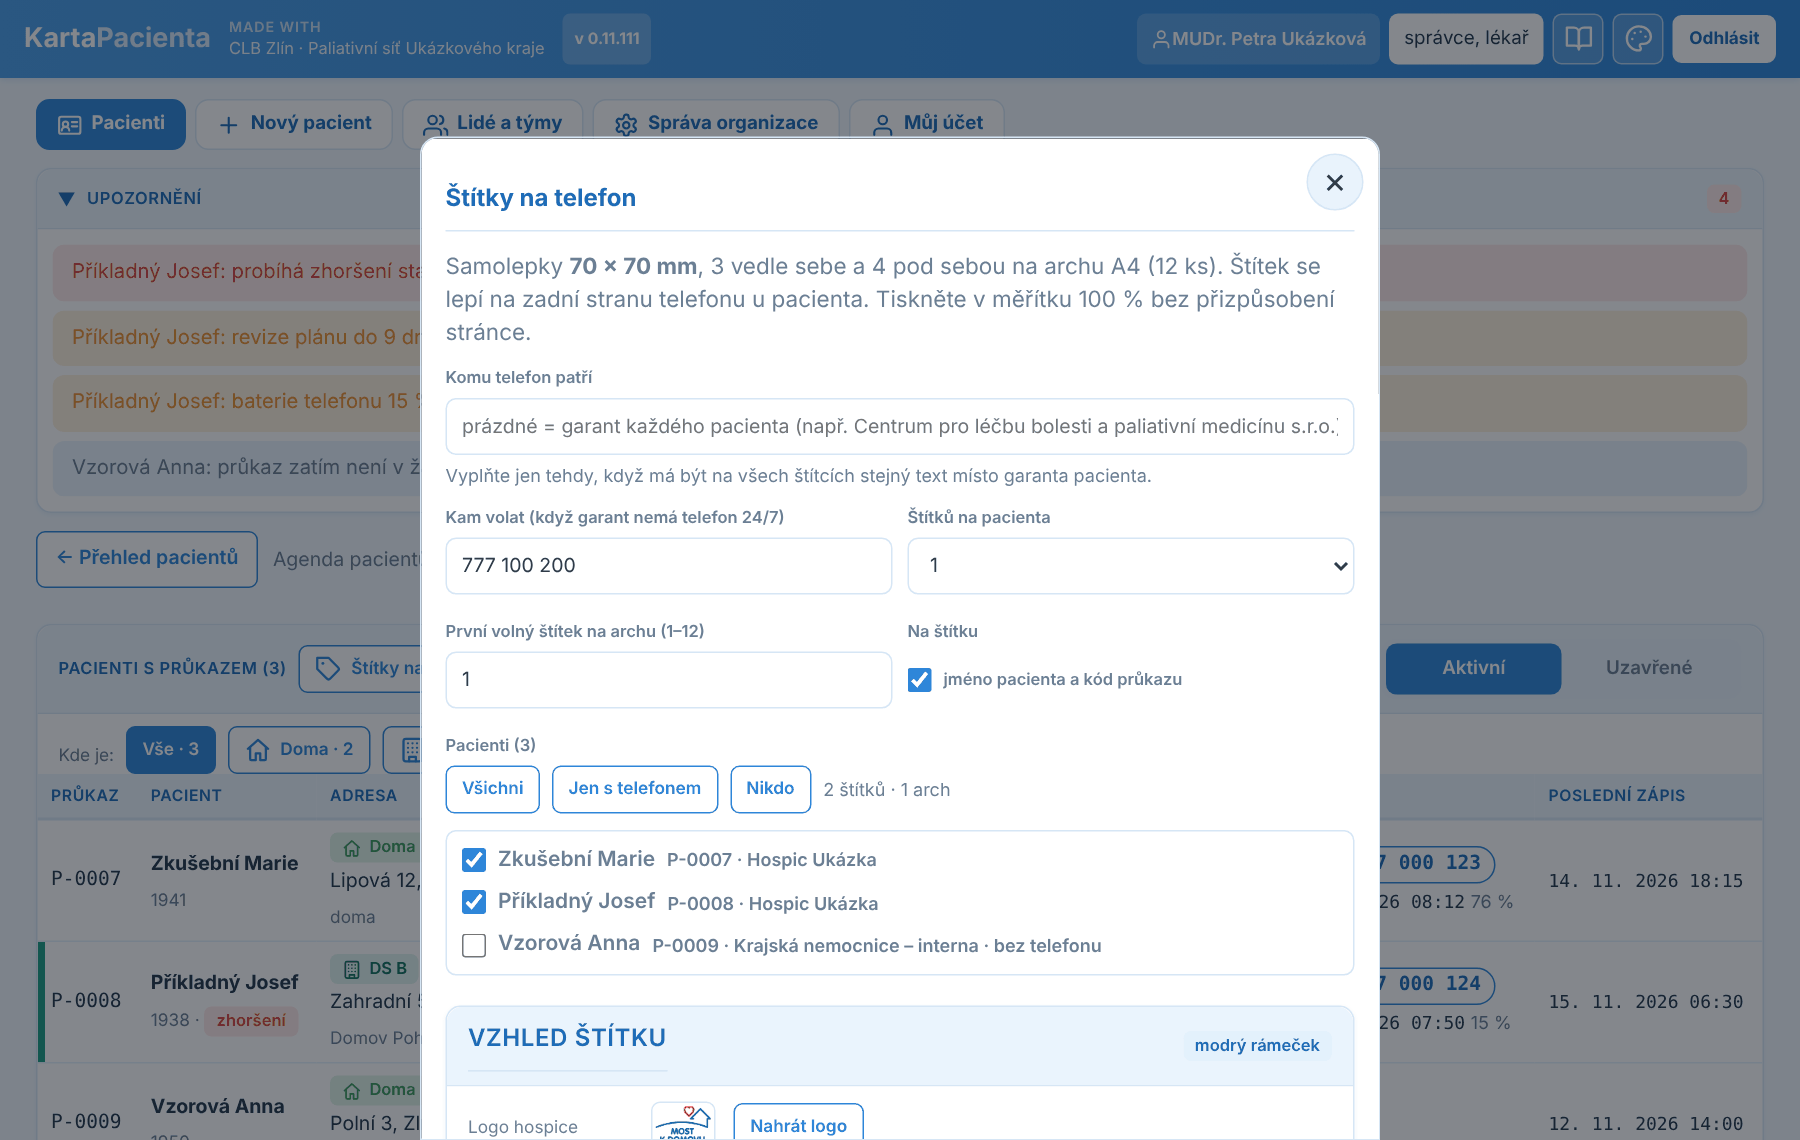 KartaPacienta
MADE WITH
CLB Zlín · Paliativní síť Ukázkového kraje
v 0.11.111
MUDr. Petra Ukázková
správce, lékař
Odhlásit
Pacienti
Nový pacient
Lidé a týmy
Správa organizace
Můj účet
UPOZORNĚNÍ
4
Příkladný Josef: probíhá zhoršení
Příkladný Josef: revize plánu do 9
Příkladný Josef: baterie telefonu 15
Vzorová Anna: průkaz zatím není v
← Přehled pacientů
Agenda
PACIENTI S PRŮKAZEM (3)
Štítky
Aktivní
Uzavřené
Kde je:
Vše · 3
Doma · 2
PRŮKAZ
PACIENT
ADRESA
POSLEDNÍ ZÁPIS
P-0007
Zkušební Marie
1941
Doma
Lipová 12,
doma
000 123
08:12 76 %
14. 11. 2026 18:15
P-0008
Příkladný Josef
1938 · zhoršení
DS B
Zahradní
Domov
000 124
07:50 15 %
15. 11. 2026 06:30
P-0009
Vzorová Anna
Doma
Polní 3,
12. 11. 2026 14:00
Štítky na telefon
Samolepky 70 × 70 mm, 3 vedle sebe a 4 pod sebou na archu A4 (12 ks). Štítek se
lepí na zadní stranu telefonu u pacienta. Tiskněte v měřítku 100 % bez přizpůsobení
stránce.
Komu telefon patří
prázdné = garant každého pacienta (např. Centrum pro léčbu bolesti a paliativní medicínu s.r.o.
Vyplňte jen tehdy, když má být na všech štítcích stejný text místo garanta pacienta.
Kam volat (když garant nemá telefon 24/7)
Štítků na pacienta
777 100 200
1
První volný štítek na archu (1–12)
Na štítku
1
jméno pacienta a kód průkazu
Pacienti (3)
Všichni
Jen s telefonem
Nikdo
2 štítků · 1 arch
Zkušební Marie P-0007 · Hospic Ukázka
Příkladný Josef P-0008 · Hospic Ukázka
Vzorová Anna P-0009 · Krajská nemocnice – interna · bez telefonu
VZHLED ŠTÍTKU
modrý rámeček
Logo hospice
MOST
Nahrát logo